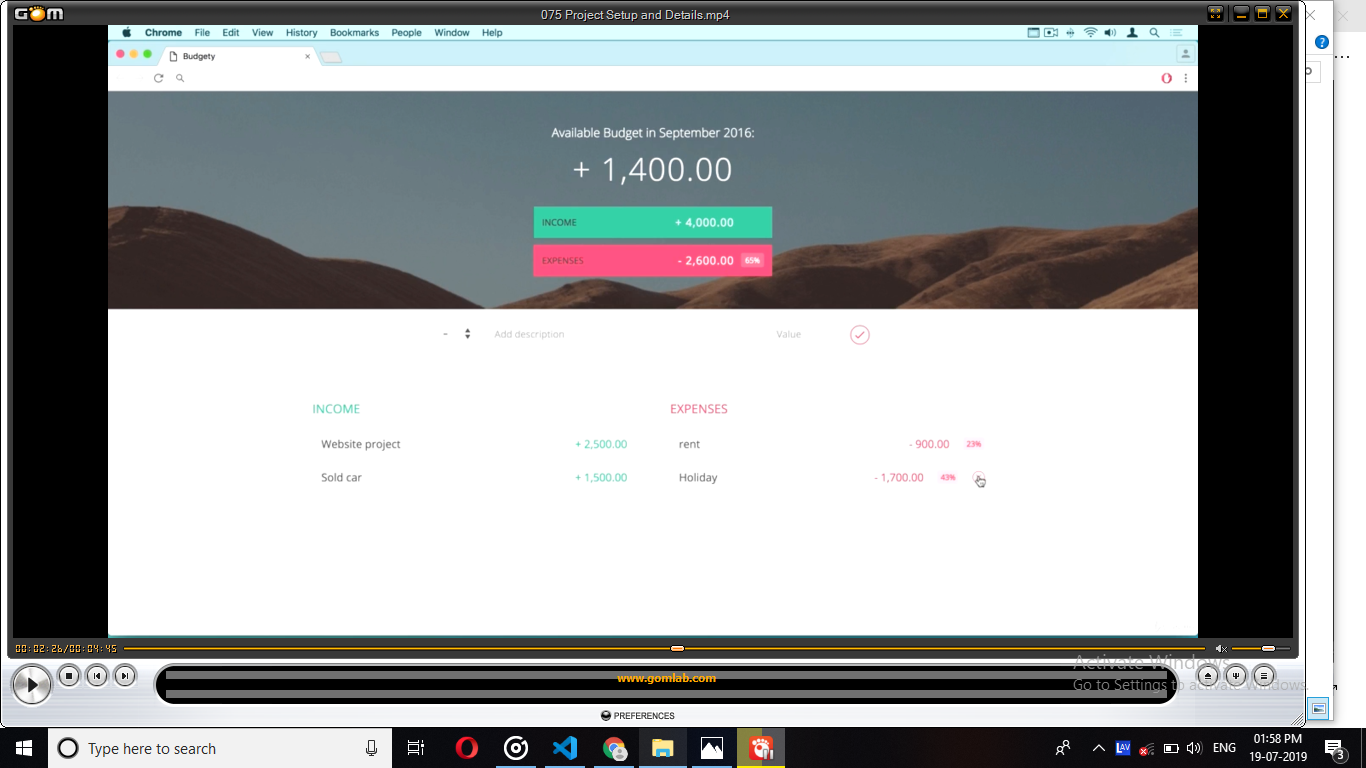 GOM
075 Project Setup and Details.mp4
Chrome File Edit View History Bookmarks People Window Help
Budgety
Available Budget in September 2016:
+ 1,400.00
INCOME + 4,000.00
EXPENSES - 2,600.00 65%
- Add description Value
INCOME EXPENSES
Website project + 2,500.00 rent - 900.00 23%
Sold car + 1,500.00 Holiday - 1,700.00 43%
00:02:26/00:04:45
Activate Windows
Go to Settings to activate Windows.
www.gomlab.com
PREFERENCES
Type here to search
LAV
ENG
01:58 PM
19-07-2019
3